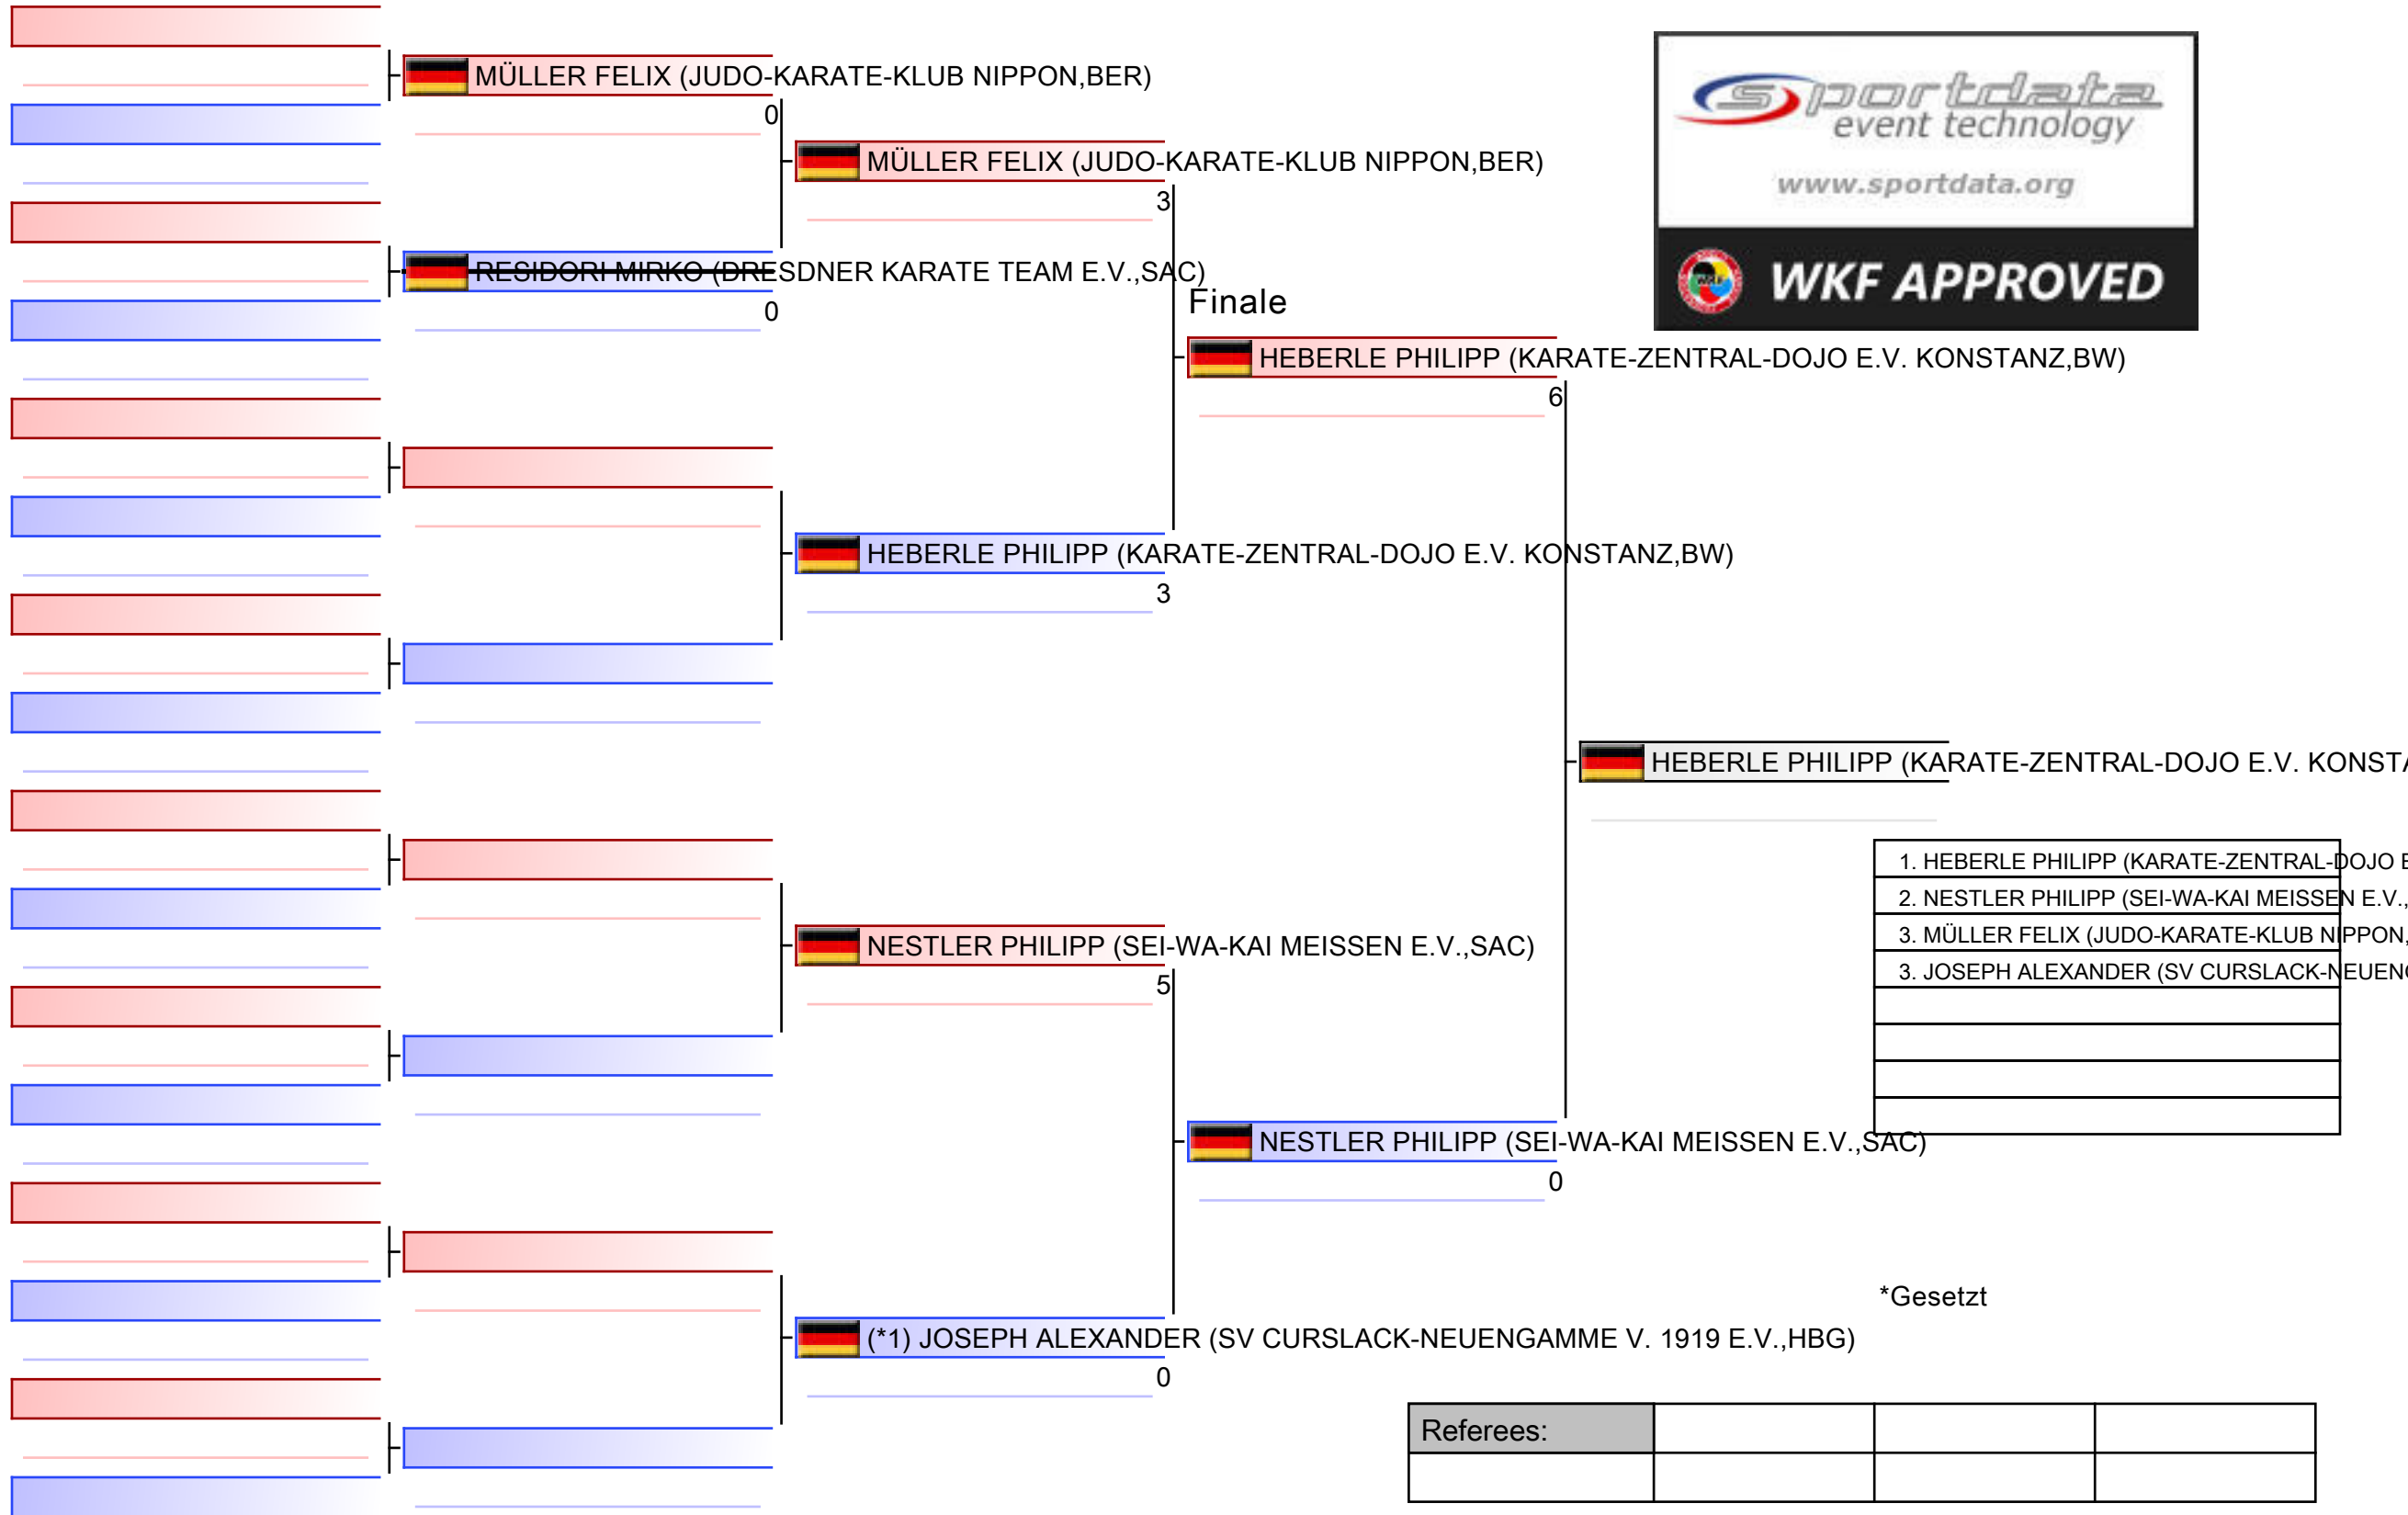 MÜLLER FELIX (JUDO-KARATE-KLUB NIPPON,BER)
0
RESIDORI MIRKO (DRESDNER KARATE TEAM E.V.,SAC)
0
MÜLLER FELIX (JUDO-KARATE-KLUB NIPPON,BER)
3
HEBERLE PHILIPP (KARATE-ZENTRAL-DOJO E.V. KONSTANZ,BW)
3
NESTLER PHILIPP (SEI-WA-KAI MEISSEN E.V.,SAC)
5
(*1) JOSEPH ALEXANDER (SV CURSLACK-NEUENGAMME V. 1919 E.V.,HBG)
0
Finale
HEBERLE PHILIPP (KARATE-ZENTRAL-DOJO E.V. KONSTANZ,BW)
6
NESTLER PHILIPP (SEI-WA-KAI MEISSEN E.V.,SAC)
0
sportdata
event technology
www.sportdata.org
WKF
WKF APPROVED
HEBERLE PHILIPP (KARATE-ZENTRAL-DOJO E.V. KONSTA
1. HEBERLE PHILIPP (KARATE-ZENTRAL-DOJO E
2. NESTLER PHILIPP (SEI-WA-KAI MEISSEN E.V.,
3. MÜLLER FELIX (JUDO-KARATE-KLUB NIPPON,
3. JOSEPH ALEXANDER (SV CURSLACK-NEUENG
*Gesetzt
Referees: